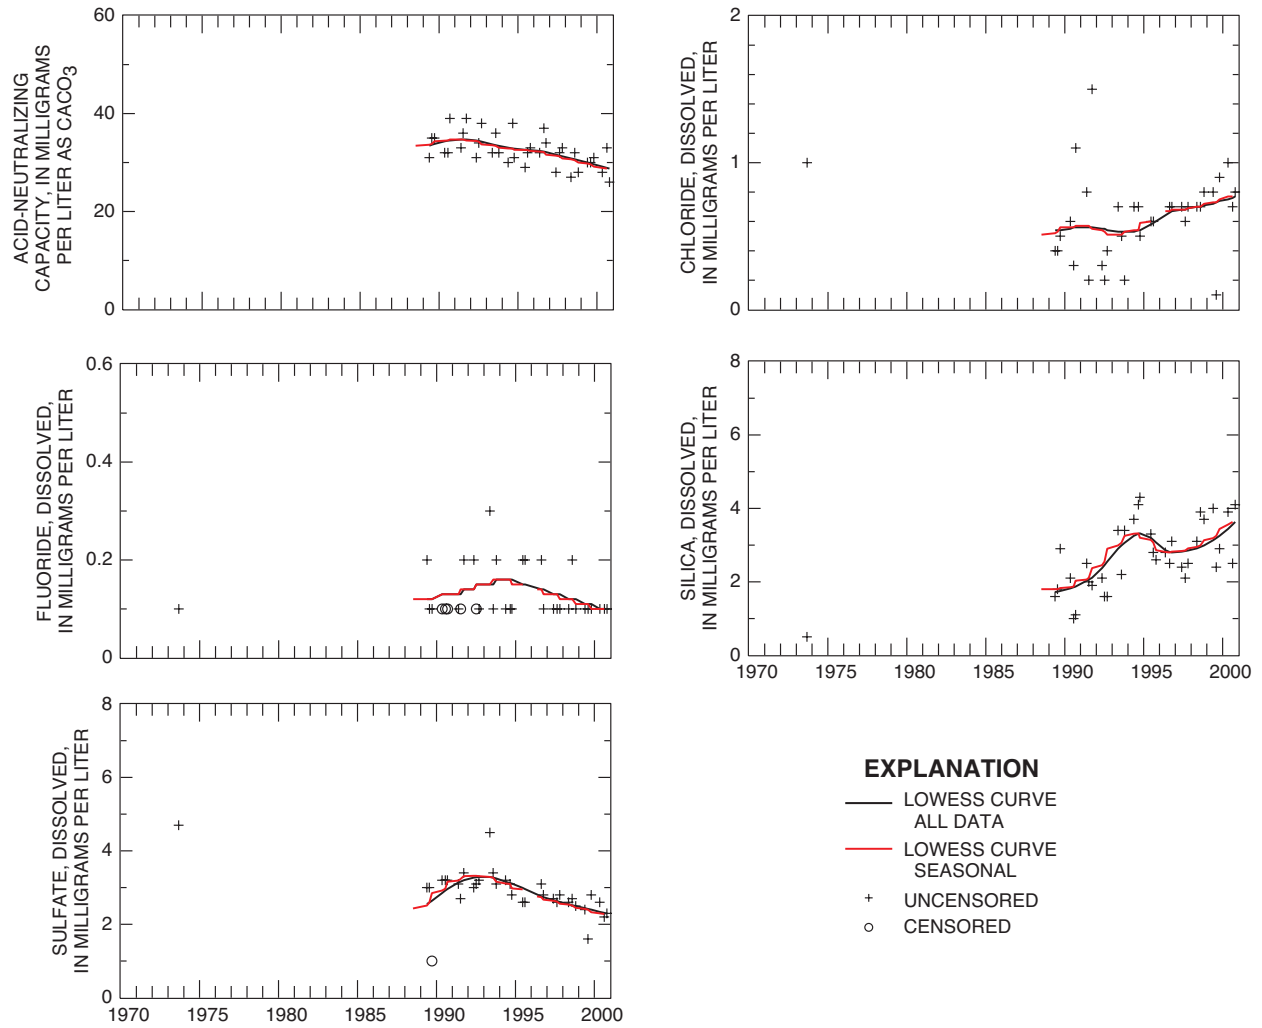 ACID-NEUTRALIZING
CAPACITY, IN MILLIGRAMS
PER LITER AS CACO3
60
40
20
0
CHLORIDE, DISSOLVED,
IN MILLIGRAMS PER LITER
2
1
0
FLUORIDE, DISSOLVED,
IN MILLIGRAMS PER LITER
0.6
0.4
0.2
0
SILICA, DISSOLVED,
IN MILLIGRAMS PER LITER
8
6
4
2
0
1970 1975 1980 1985 1990 1995 2000
SULFATE, DISSOLVED,
IN MILLIGRAMS PER LITER
8
6
4
2
0
1970 1975 1980 1985 1990 1995 2000
EXPLANATION
LOWESS CURVE
ALL DATA
LOWESS CURVE
SEASONAL
UNCENSORED
CENSORED